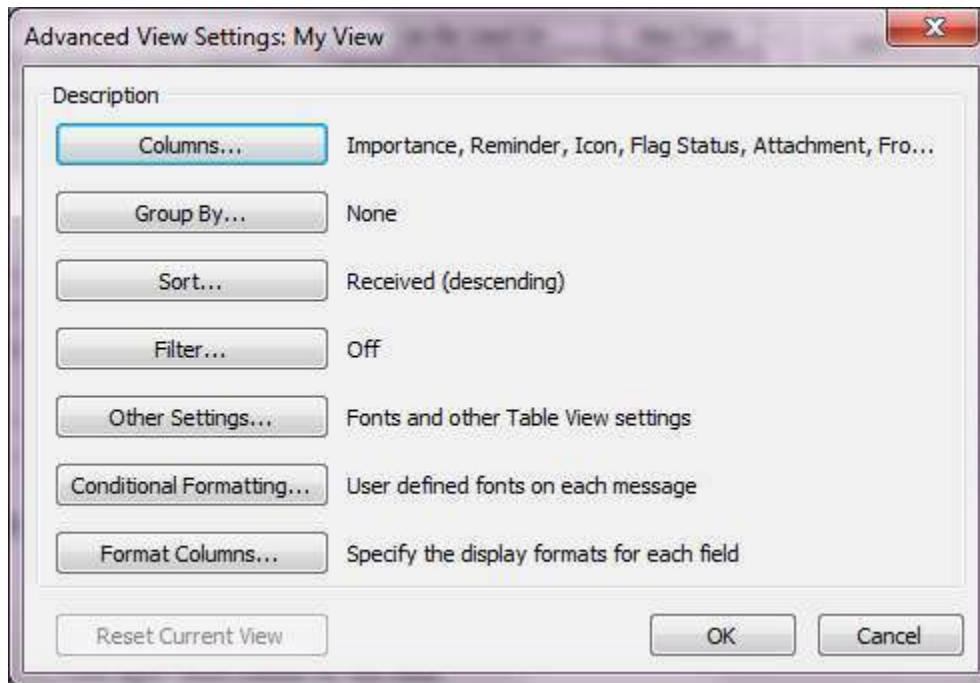 Advanced View Settings: My View
Description
Columns... Importance, Reminder, Icon, Flag Status, Attachment, Fro...
Group By... None
Sort... Received (descending)
Filter... Off
Other Settings... Fonts and other Table View settings
Conditional Formatting... User defined fonts on each message
Format Columns... Specify the display formats for each field
Reset Current View OK Cancel